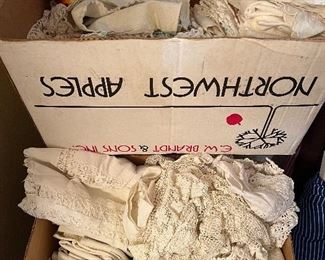 NORTHWEST APPLES
E.W. BRANDT & SONS INC.